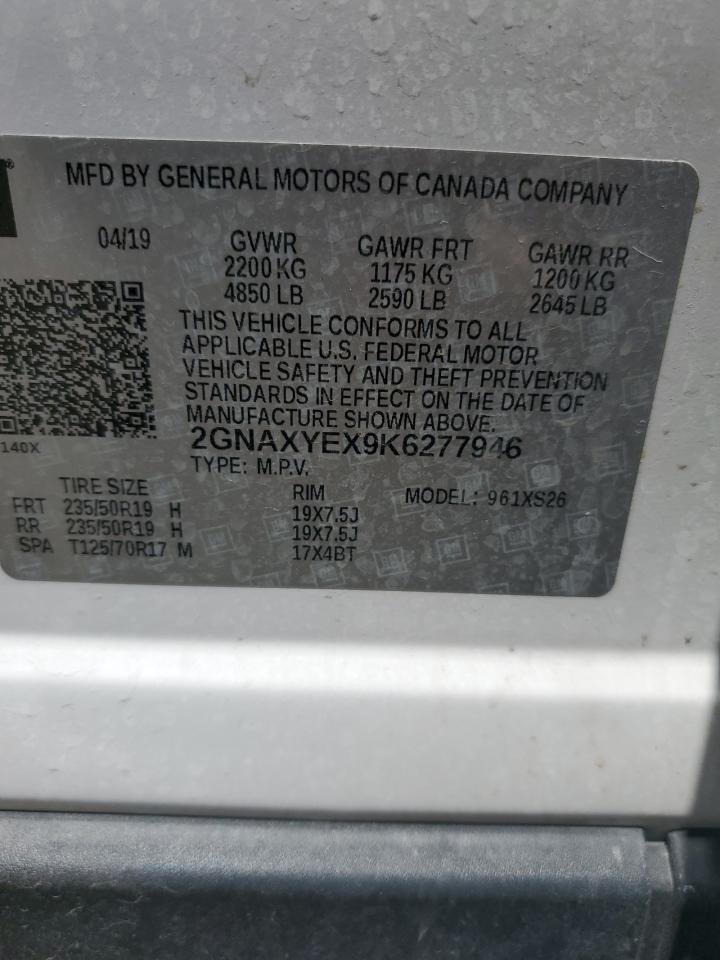 MFD BY GENERAL MOTORS OF CANADA COMPANY
04/19 GVWR GAWR FRT GAWR RR
2200 KG 1175 KG 1200 KG
4850 LB 2590 LB 2645 LB
THIS VEHICLE CONFORMS TO ALL
APPLICABLE U.S. FEDERAL MOTOR
VEHICLE SAFETY AND THEFT PREVENTION
STANDARDS IN EFFECT ON THE DATE OF
MANUFACTURE SHOWN ABOVE.
140X
2GNAXYEX9K6277946
TYPE: M.P.V.
TIRE SIZE RIM MODEL: 961XS26
FRT 235/50R19 H 19X7.5J
RR 235/50R19 H 19X7.5J
SPA T125/70R17 M 17X4BT